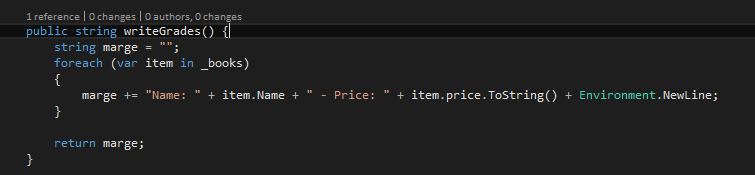 1 reference | 0 changes | 0 authors, 0 changes
public string writeGrades() {
    string marge = "";
    foreach (var item in _books)
    {
        marge += "Name: " + item.Name + " - Price: " + item.price.ToString() + Environment.NewLine;
    }

    return marge;
}